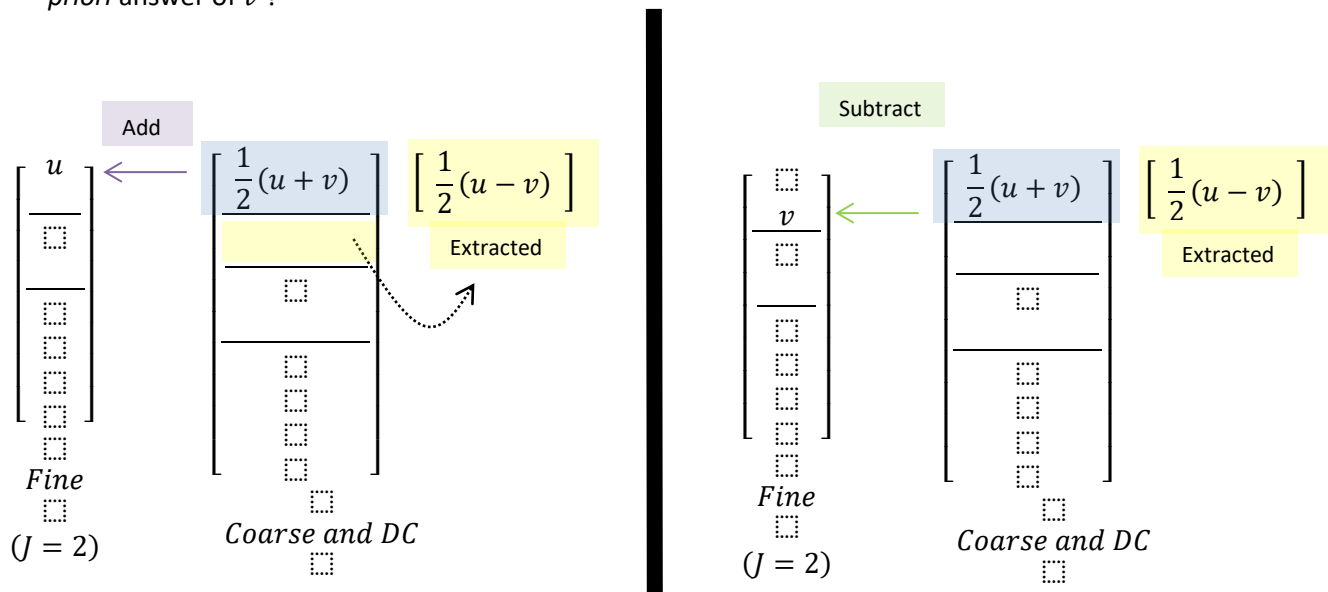 priori answer of v ?
Add
u
1/2 (u + v)
[ 1/2 (u − v) ]
Extracted
Fine
(J = 2)
Coarse and DC
Subtract
v
1/2 (u + v)
[ 1/2 (u − v) ]
Extracted
Fine
(J = 2)
Coarse and DC